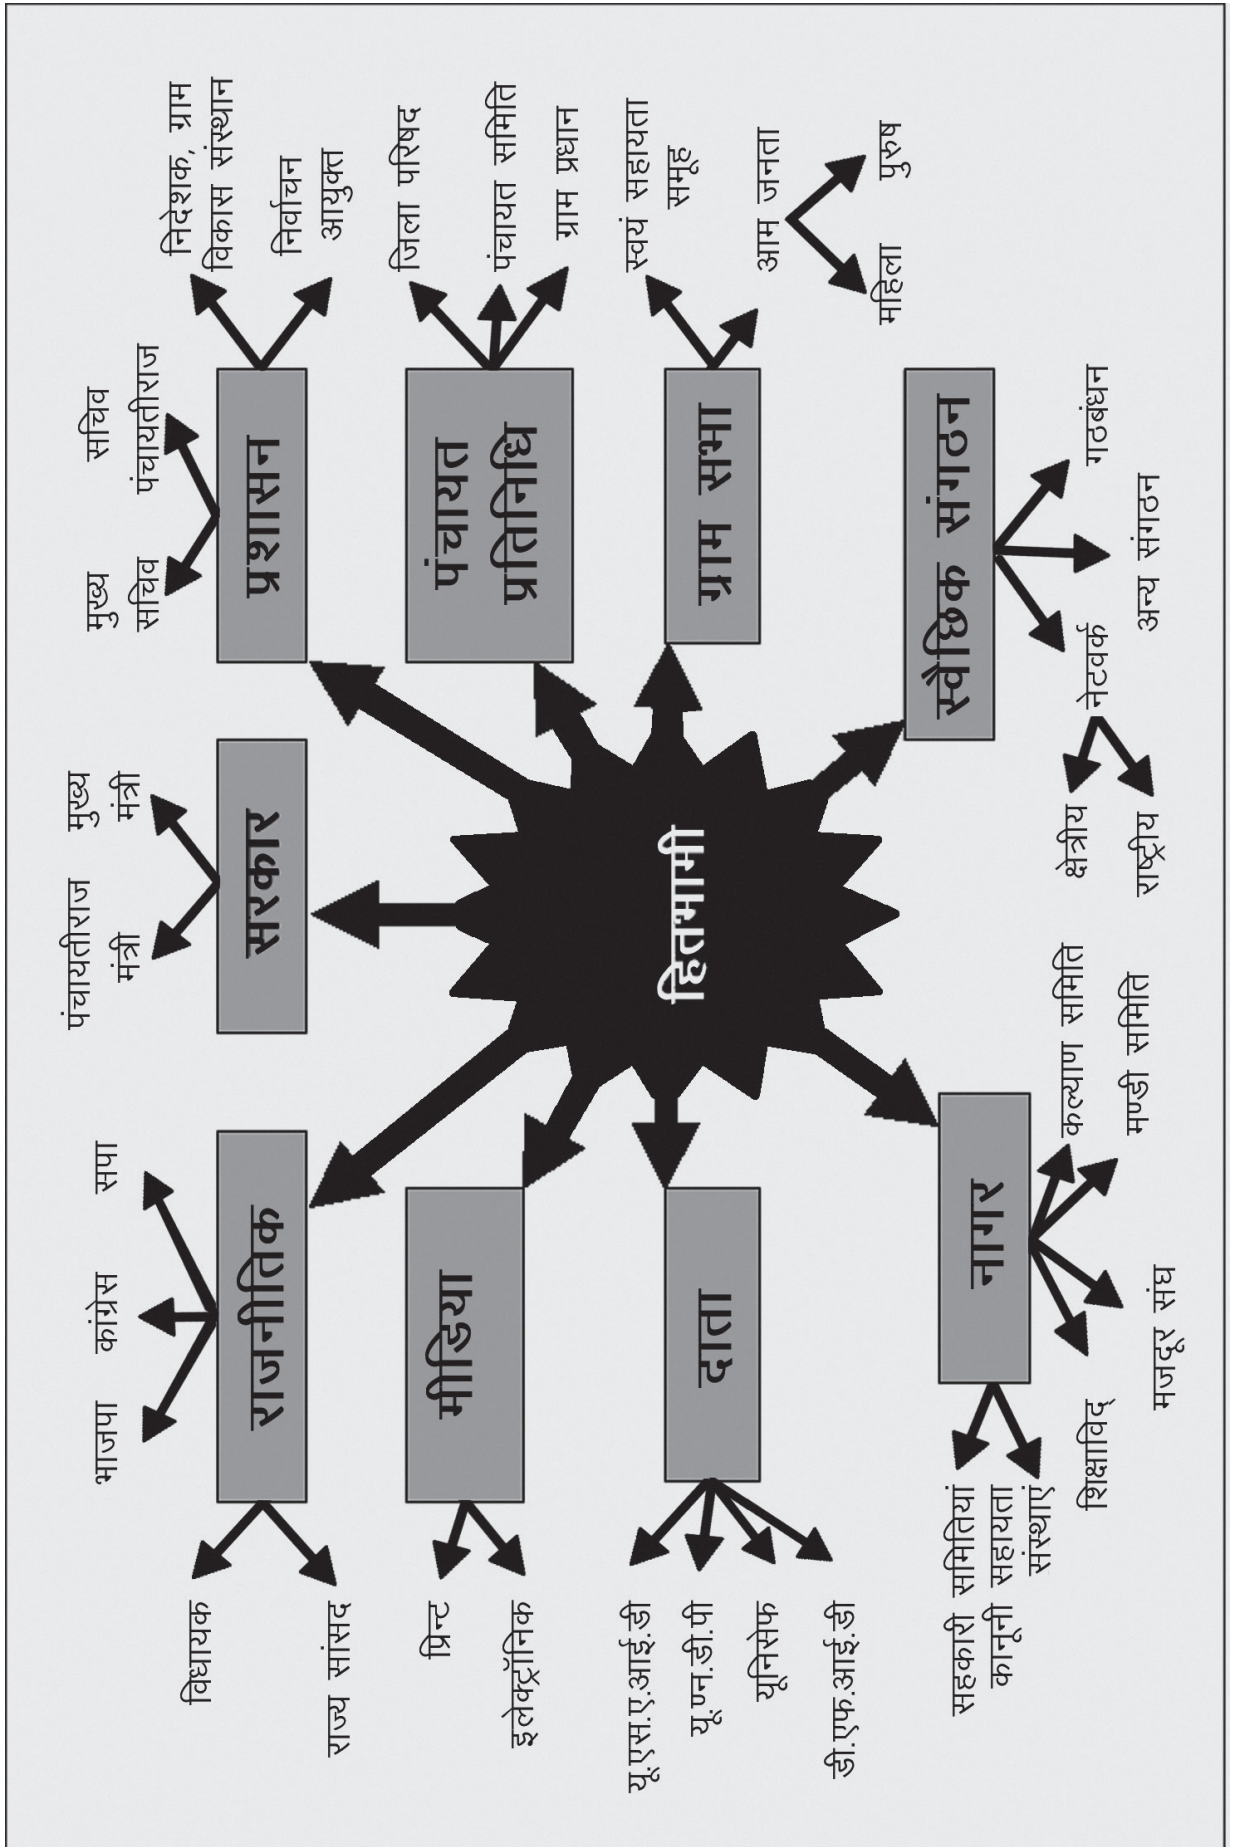 भाजपा
कांग्रेस
सपा
पंचायतीराज
मंत्री
मुख्य
मंत्री
मुख्य
सचिव
सचिव
पंचायतीराज
विधायक
राज्य सांसद
राजनीतिक
सरकार
प्रशासन
निदेशक, ग्राम
विकास संस्थान
निर्वाचन
आयुक्त
प्रिन्ट
इलेक्ट्रॉनिक
मीडिया
पंचायत
प्रतिनिधि
जिला परिषद
पंचायत समिति
ग्राम प्रधान
यू.एस.ए.आई.डी
यू.एन.डी.पी
यूनिसेफ
डी.एफ.आई.डी
दाता
हितभागी
ग्राम सभा
स्वयं सहायता
समूह
आम जनता
महिला
पुरुष
सहकारी समितियां
कानूनी सहायता
संस्थाएं
नागर
स्वैछिक संगठन
शिक्षाविद्
मजदूर संघ
कल्याण समिति
मण्डी समिति
क्षेत्रीय
राष्ट्रीय
नेटवर्क
अन्य संगठन
गठबंधन